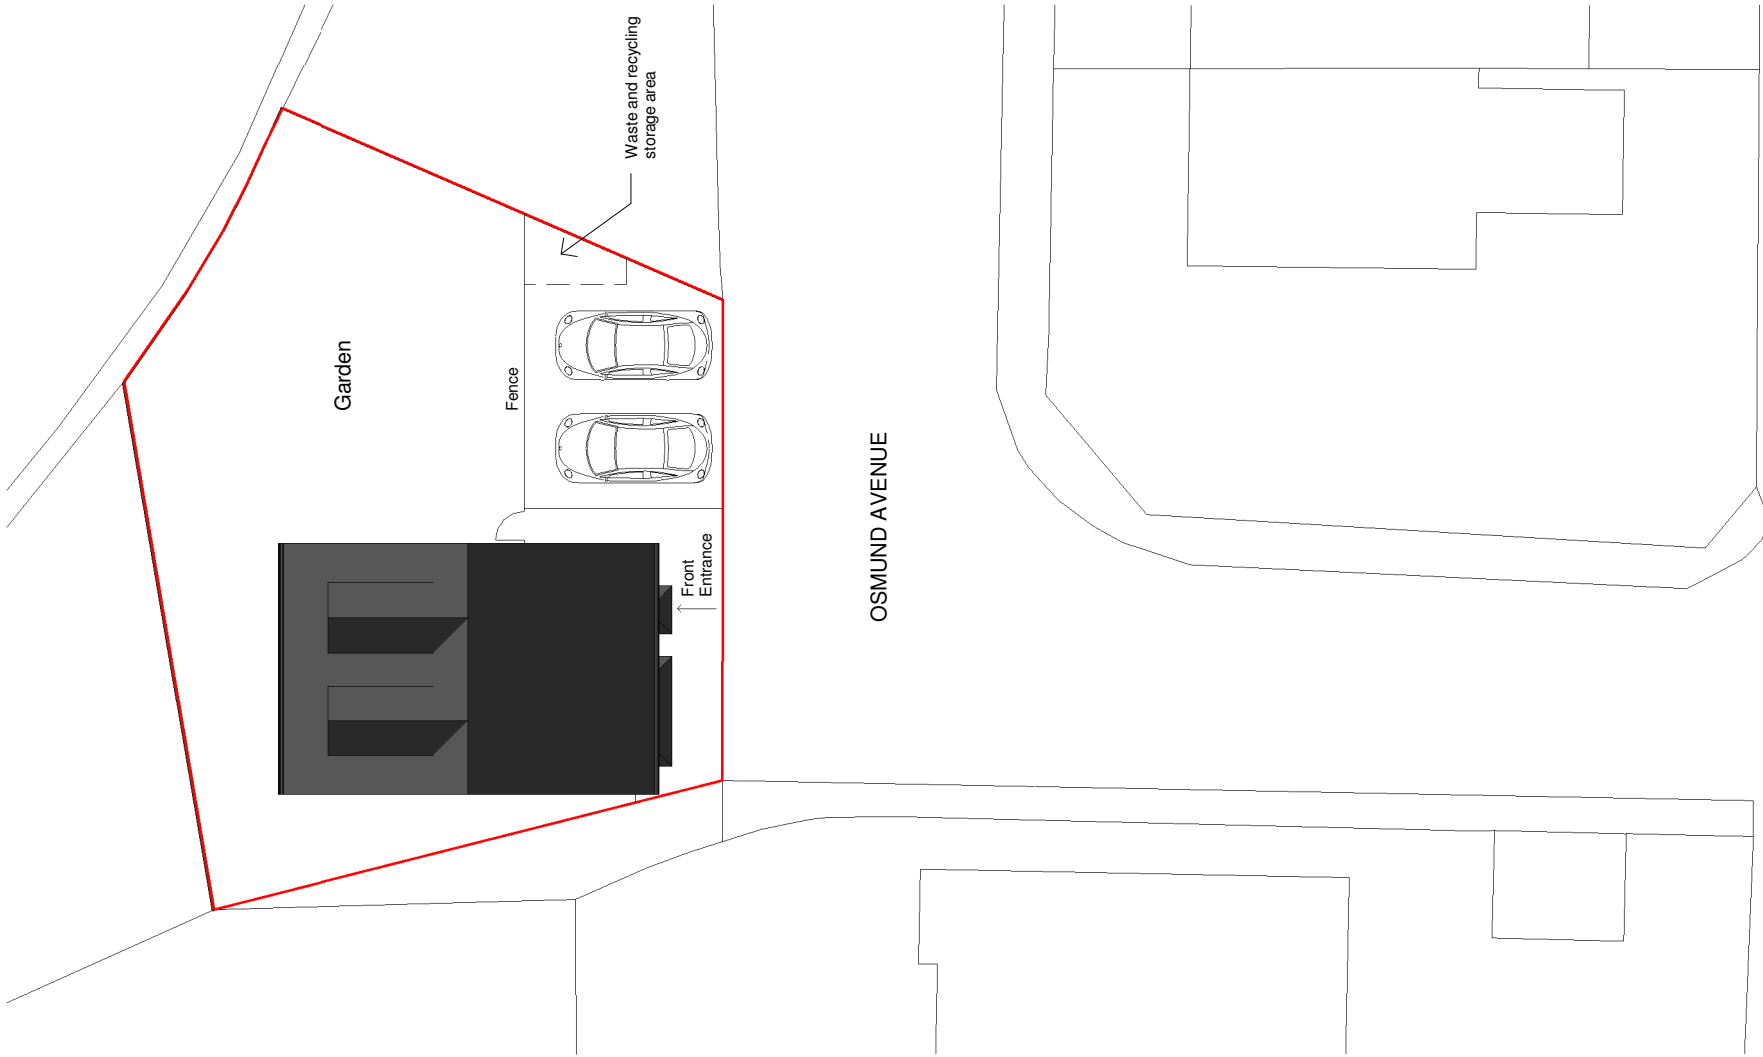 Waste and recycling
storage area
Garden
Fence
OSMUND AVENUE
Front
Entrance